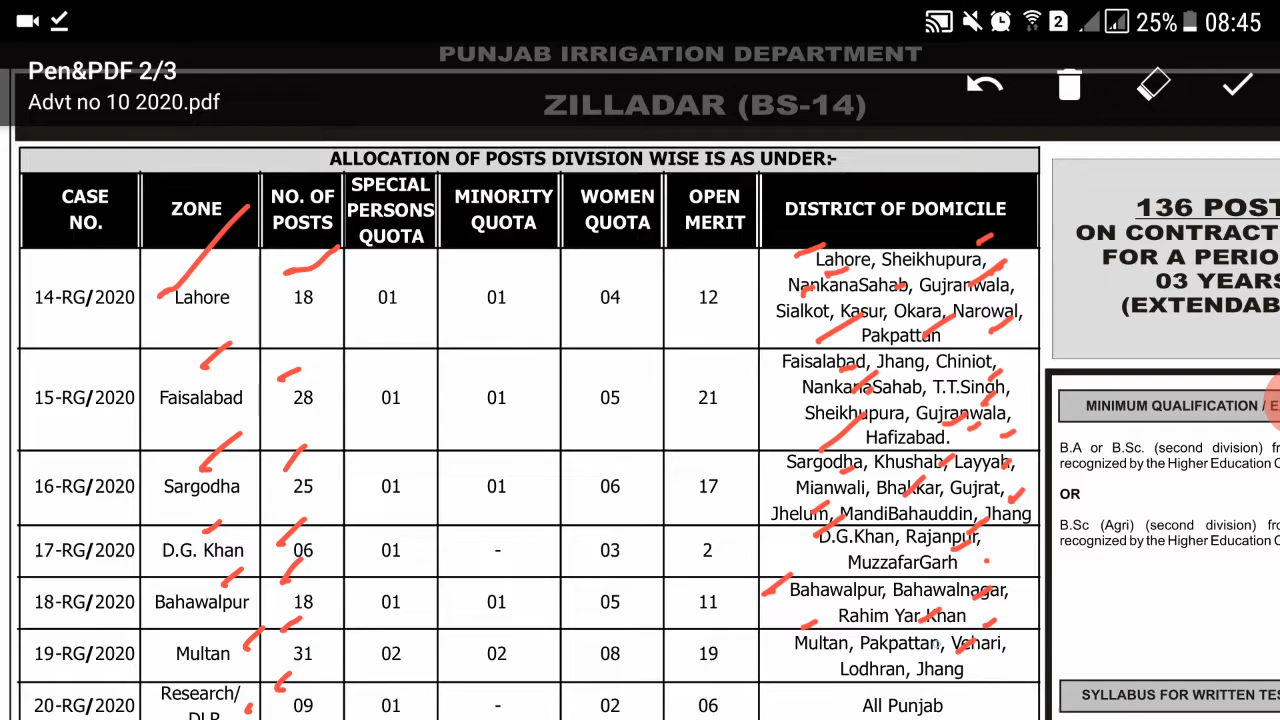 25% 08:45
2
PUNJAB IRRIGATION DEPARTMENT
Pen&PDF 2/3
Advt no 10 2020.pdf
ZILLADAR (BS-14)
ALLOCATION OF POSTS DIVISION WISE IS AS UNDER:-
CASE NO. ZONE NO. OF POSTS SPECIAL PERSONS QUOTA MINORITY QUOTA WOMEN QUOTA OPEN MERIT DISTRICT OF DOMICILE
14-RG/2020 Lahore 18 01 01 04 12 Lahore, Sheikhupura,
NankanaSahab, Gujranwala,
Sialkot, Kasur, Okara, Narowal,
Pakpattan
15-RG/2020 Faisalabad 28 01 01 05 21 Faisalabad, Jhang, Chiniot,
NankanaSahab, T.T.Singh,
Sheikhupura, Gujranwala,
Hafizabad.
16-RG/2020 Sargodha 25 01 01 06 17 Sargodha, Khushab, Layyah,
Mianwali, Bhakkar, Gujrat,
Jhelum, MandiBahauddin, Jhang
17-RG/2020 D.G. Khan 06 01 - 03 2 D.G.Khan, Rajanpur,
MuzzafarGarh
18-RG/2020 Bahawalpur 18 01 01 05 11 Bahawalpur, Bahawalnagar,
Rahim Yar Khan
19-RG/2020 Multan 31 02 02 08 19 Multan, Pakpattan, Vehari,
Lodhran, Jhang
20-RG/2020 Research/ 09 01 - 02 06 All Punjab
136 POST
ON CONTRACT
FOR A PERIO
03 YEARS
(EXTENDAB
MINIMUM QUALIFICATION / E
B.A or B.Sc. (second division) fr
recognized by the Higher Education C
OR
B.Sc (Agri) (second division) fro
recognized by the Higher Education C
SYLLABUS FOR WRITTEN TES